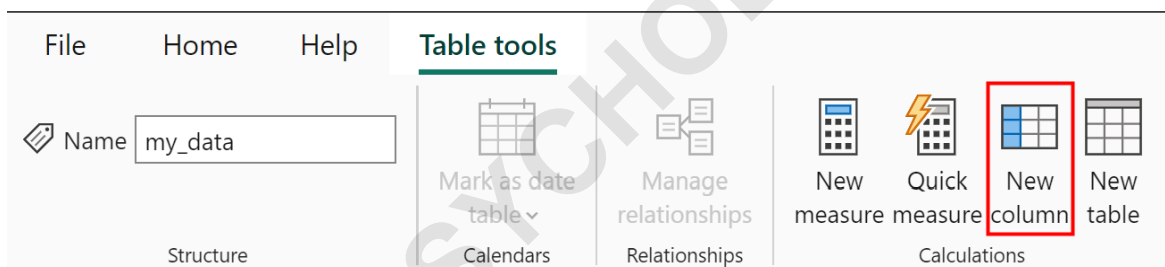 File Home Help Table tools
Name my_data
Mark as date Manage New Quick New New
table relationships measure measure column table
Structure Calendars Relationships Calculations
SYCHOL